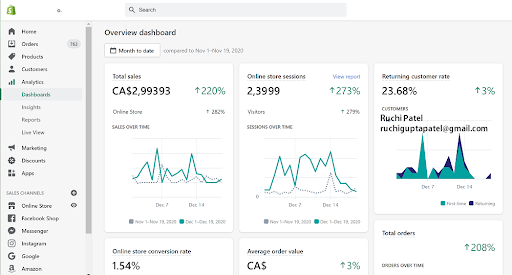 Search
Home
Orders
762
Products
Customers
Analytics
Dashboards
Insights
Reports
Live View
Marketing
Discounts
Apps
SALES CHANNELS
Online Store
Facebook Shop
Messenger
Instagram
Google
Amazon
Overview dashboard
Month to date
compared to Nov 1–Nov 19, 2020
Total sales
CA$2,99393
↑220%
Online Store
↑ 282%
SALES OVER TIME
Dec 7
Dec 14
Nov 1–Nov 19, 2020
Dec 1–Dec 19, 2020
Online store sessions
View report
2,3999
↑273%
Visitors
↑ 279%
SESSIONS OVER TIME
0
Dec 7
Dec 14
Nov 1–Nov 19, 2020
Dec 1–Dec 19, 2020
Returning customer rate
23.68%
↑3%
CUSTOMERS
Ruchi Patel
ruchiguptapatel@gmail.com
Dec 7
Dec 14
First-time
Returning
Online store conversion rate
1.54%
Average order value
CA$
↑3%
Total orders
↑208%
ORDERS OVER TIME